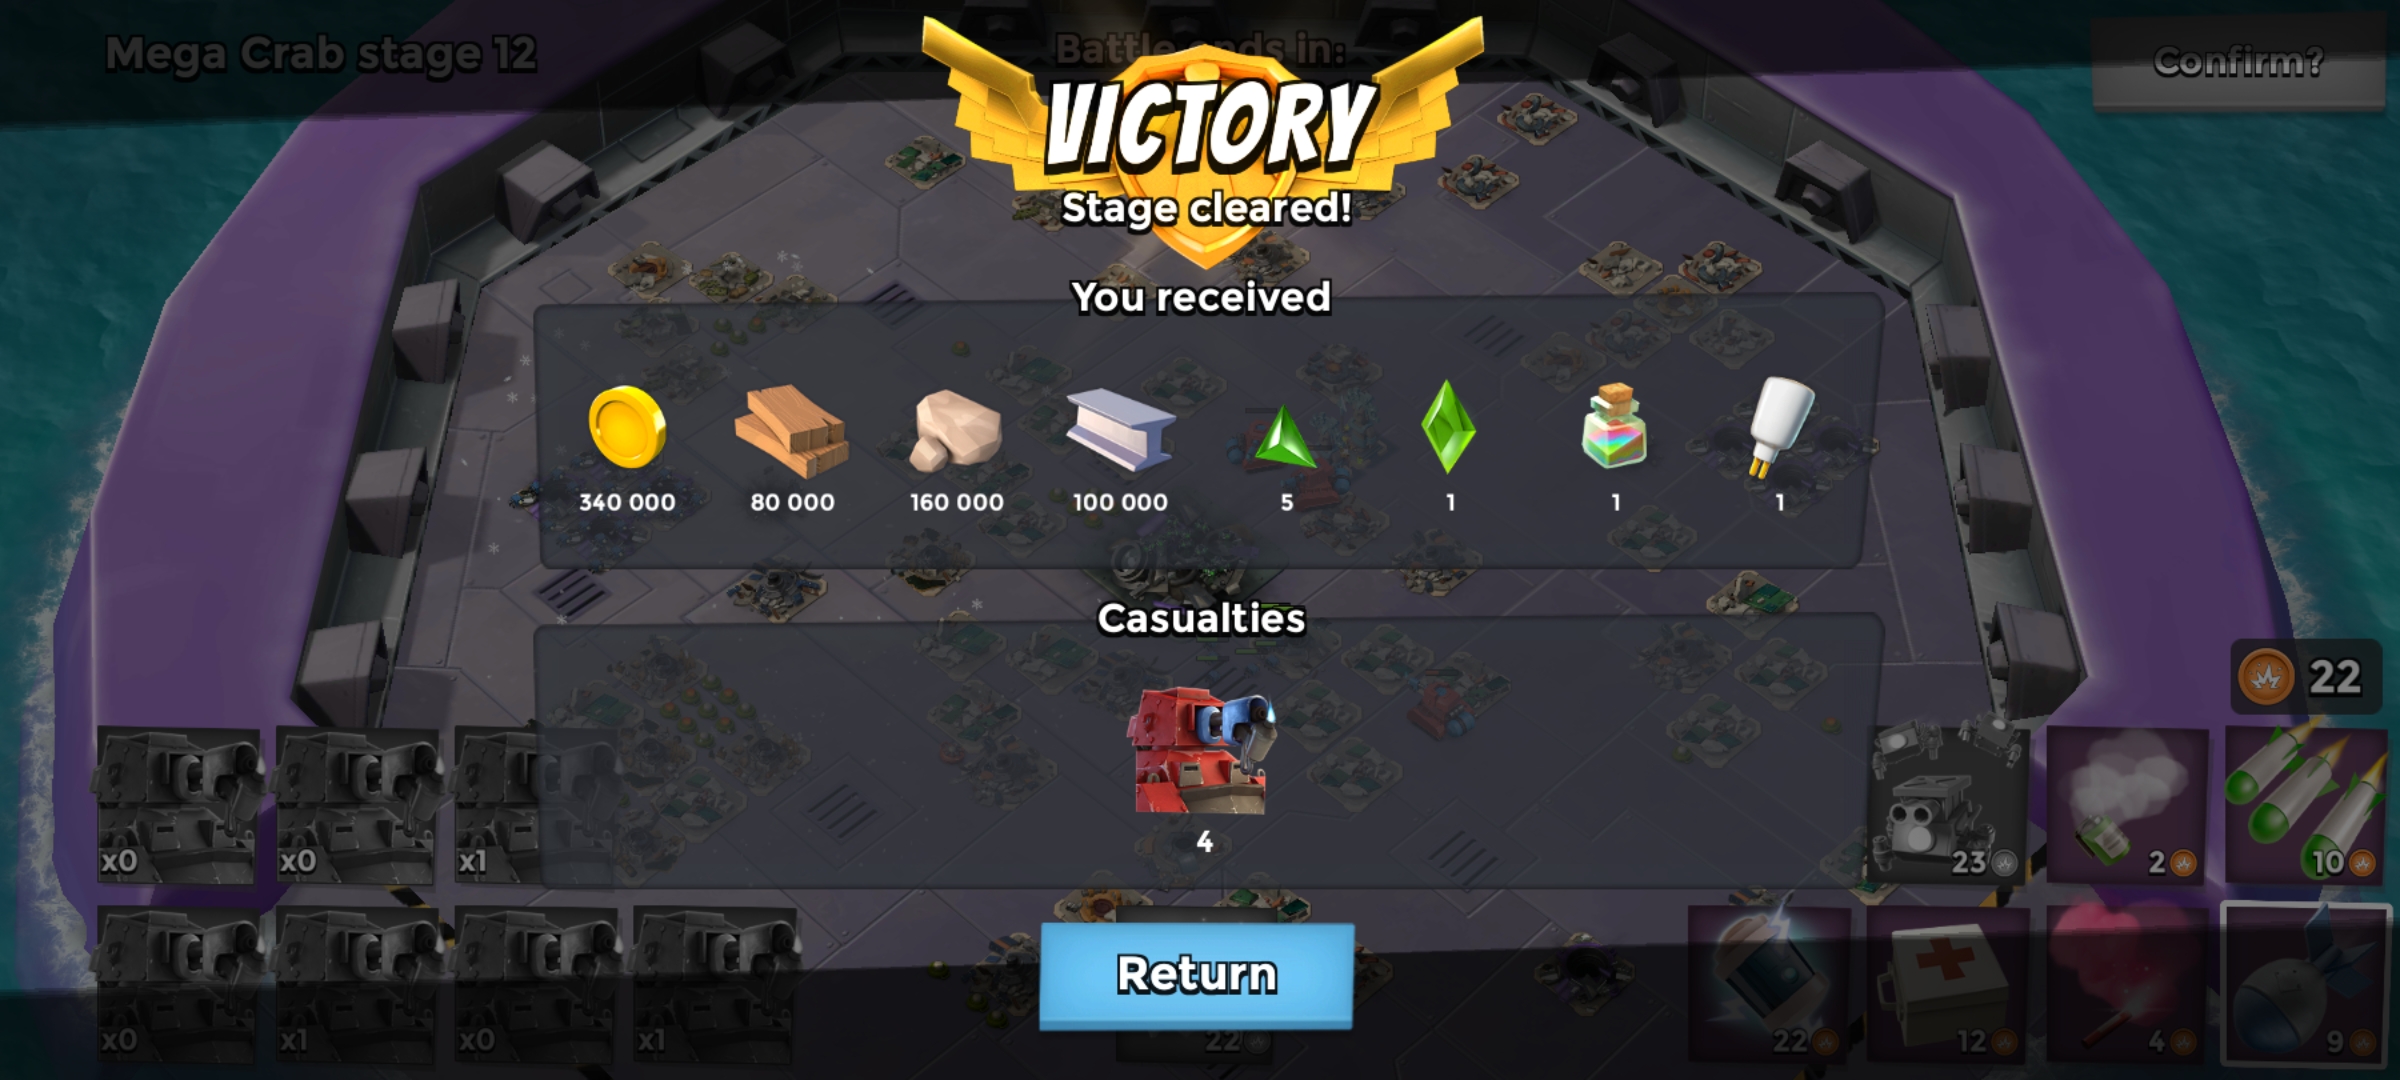 Mega Crab stage 12
Battle ends in:
Confirm?
VICTORY
Stage cleared!
You received
340 000
80 000
160 000
100 000
5
1
1
1
Casualties
4
22
x0
x0
x1
23
2
10
x0
x1
x0
x1
Return
22
22
12
4
9